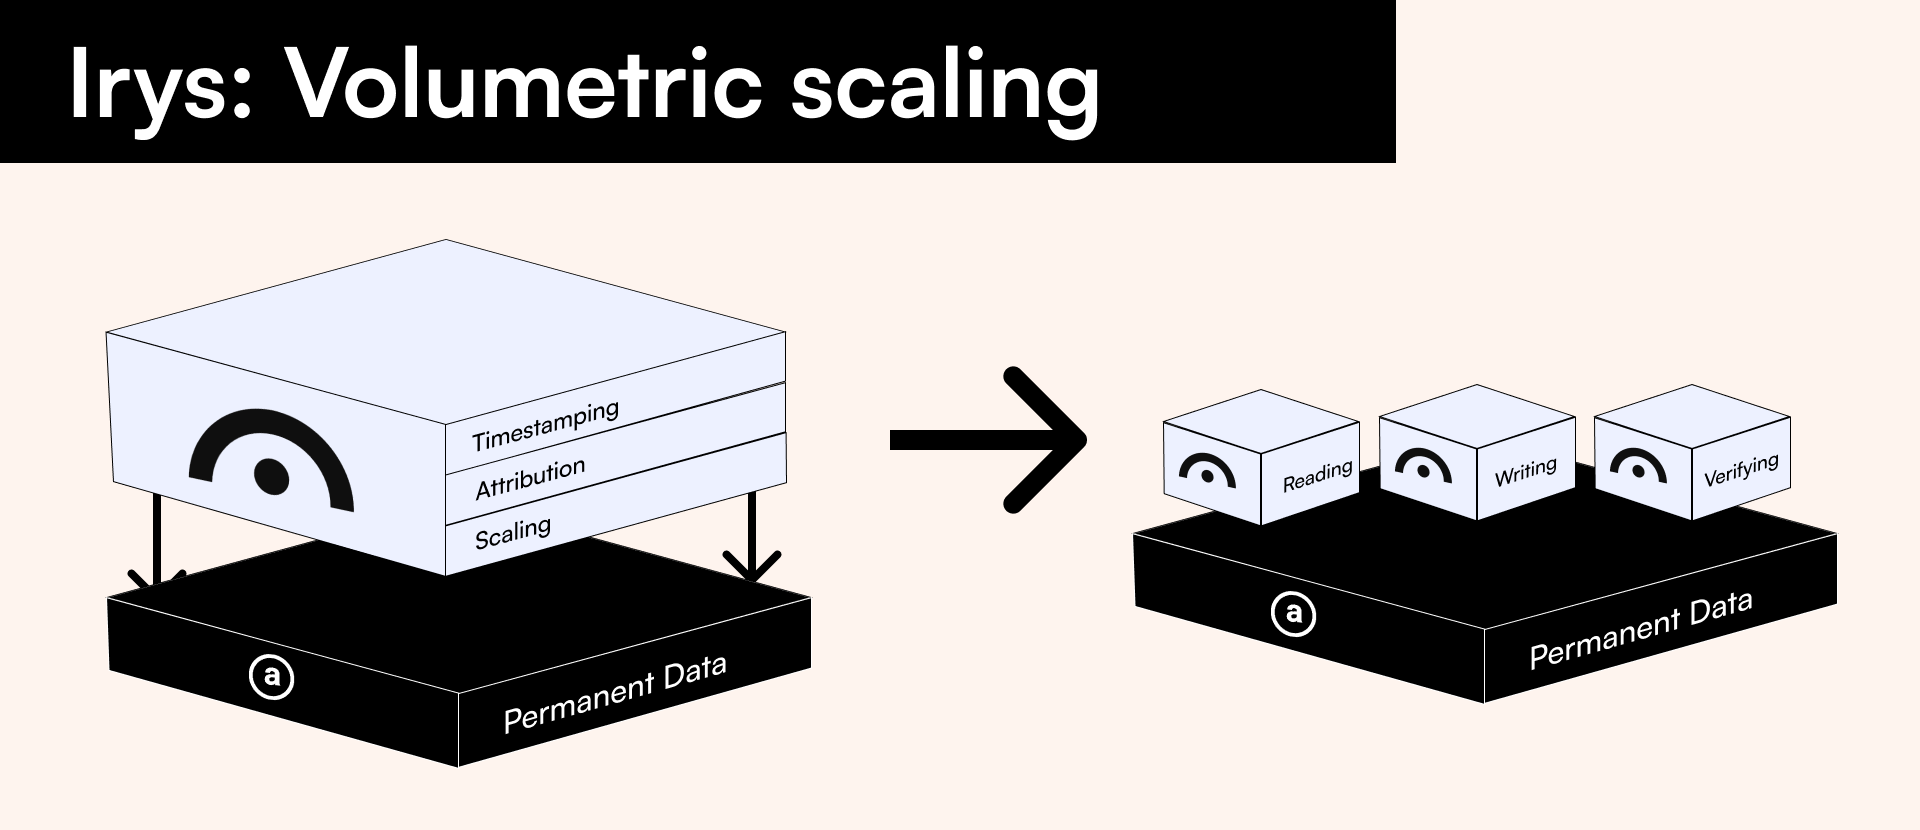 Irys: Volumetric scaling
Timestamping
Attribution
Scaling
a
Permanent Data
Reading
Writing
Verifying
a
Permanent Data